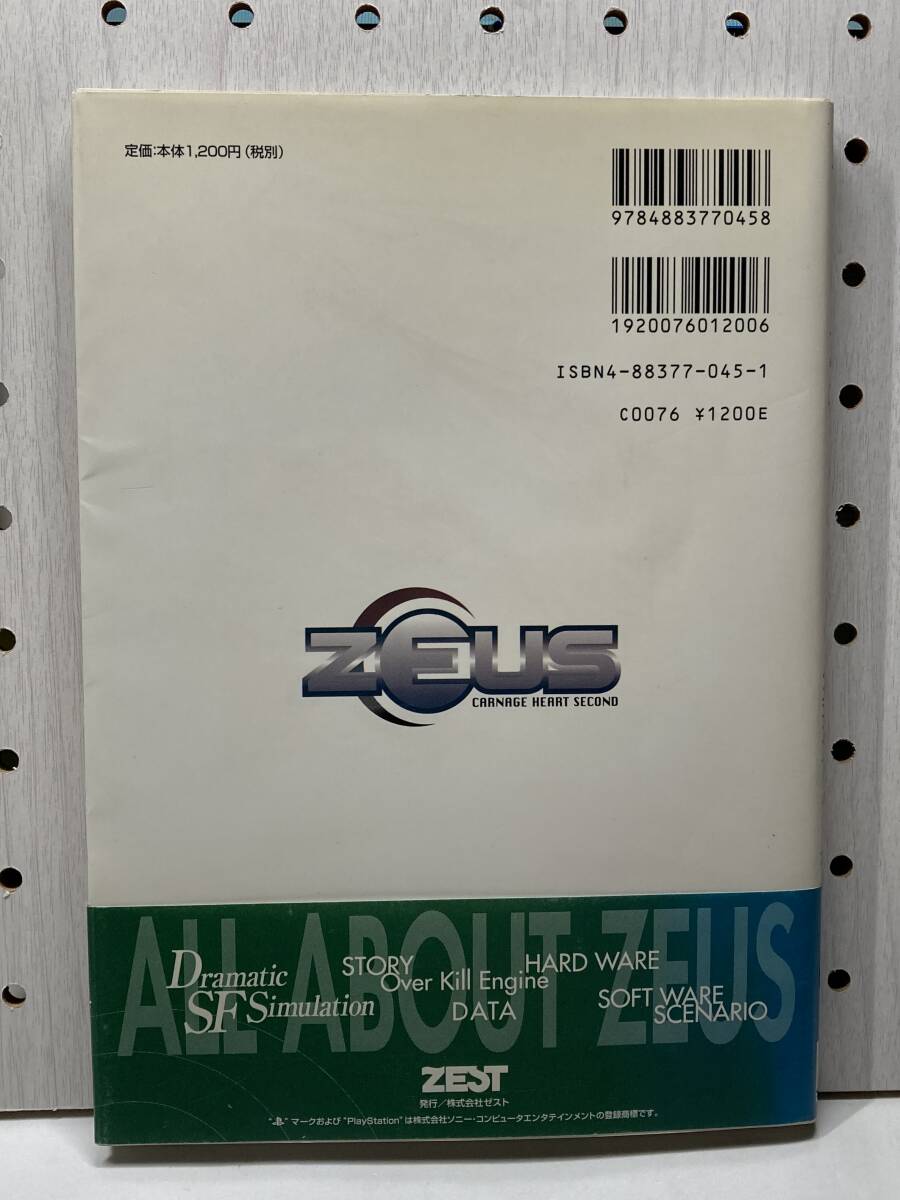 定価:本体1,200円(税別)
9784883770458
1920076012006
ISBN4-88377-045-1
C0076 ¥1200E
ZEUS
CARNAGE HEART SECOND
ALL ABOUT ZEUS
Dramatic
SF Simulation
STORY
Over Kill Engine
DATA
HARD WARE
SOFT WARE
SCENARIO
ZEST
発行/株式会社ゼスト
" "マークおよび"PlayStation"は株式会社ソニー・コンピュータエンタテインメントの登録商標です。